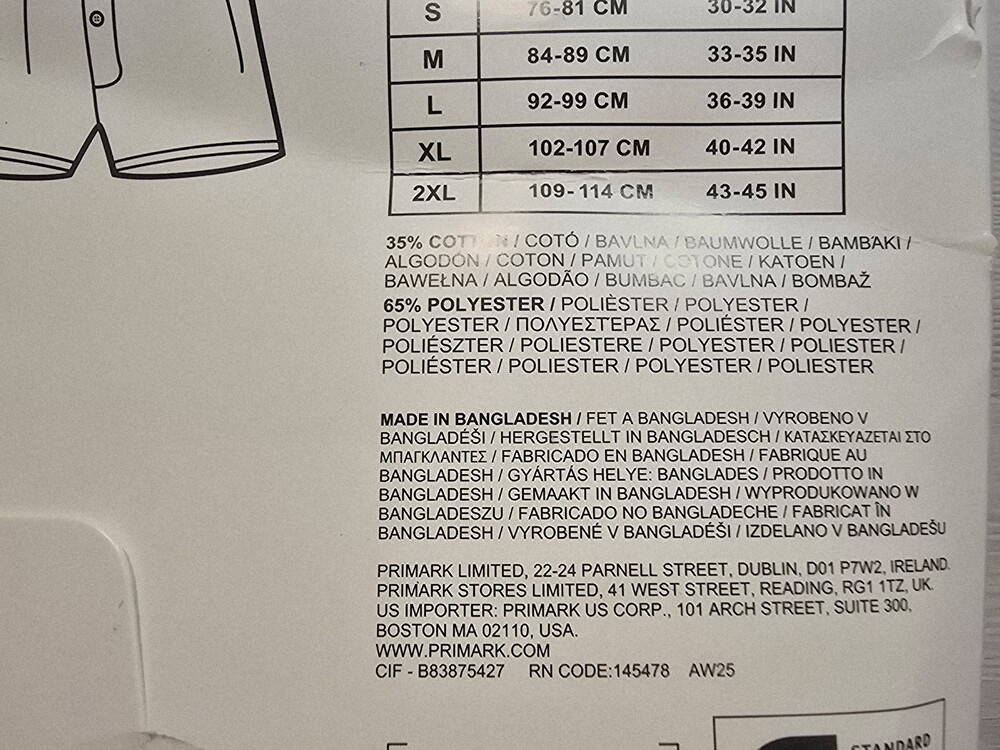 S 76-81 CM 30-32 IN
M 84-89 CM 33-35 IN
L 92-99 CM 36-39 IN
XL 102-107 CM 40-42 IN
2XL 109-114 CM 43-45 IN
35% COTTON / COTÓ / BAVLNA / BAUMWOLLE / ΒΑΜΒΆΚΙ /
ALGODÓN / COTON / PAMUT / COTONE / KATOEN /
BAWEŁNA / ALGODÃO / BUMBAC / BAVLNA / BOMBAŽ
65% POLYESTER / POLIÈSTER / POLYESTER /
POLYESTER / ΠΟΛΥΕΣΤΕΡΑΣ / POLIÉSTER / POLYESTER /
POLIÉSZTER / POLIESTERE / POLYESTER / POLIESTER /
POLIÉSTER / POLIESTER / POLYESTER / POLIESTER
MADE IN BANGLADESH / FET A BANGLADESH / VYROBENO V
BANGLADÉŠI / HERGESTELLT IN BANGLADESCH / ΚΑΤΑΣΚΕΥΑΖΕΤΑΙ ΣΤΟ
ΜΠΑΓΚΛΑΝΤΕΣ / FABRICADO EN BANGLADESH / FABRIQUE AU
BANGLADESH / GYÁRTÁS HELYE: BANGLADES / PRODOTTO IN
BANGLADESH / GEMAAKT IN BANGLADESH / WYPRODUKOWANO W
BANGLADESZU / FABRICADO NO BANGLADECHE / FABRICAT ÎN
BANGLADESH / VYROBENÉ V BANGLADÉŠI / IZDELANO V BANGLADEŠU
PRIMARK LIMITED, 22-24 PARNELL STREET, DUBLIN, D01 P7W2, IRELAND.
PRIMARK STORES LIMITED, 41 WEST STREET, READING, RG1 1TZ, UK.
US IMPORTER: PRIMARK US CORP., 101 ARCH STREET, SUITE 300,
BOSTON MA 02110, USA.
WWW.PRIMARK.COM
CIF - B83875427 RN CODE:145478 AW25
STANDARD